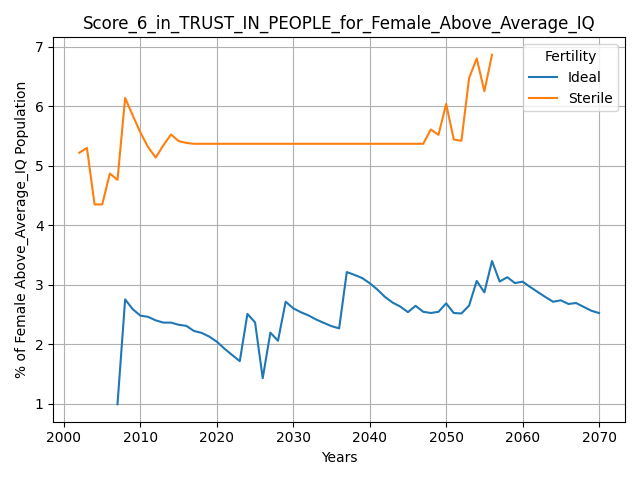 Score_6_in_TRUST_IN_PEOPLE_for_Female_Above_Average_IQ
% of Female Above_Average_IQ Population
7
6
5
4
3
2
1
Fertility
Ideal
Sterile
2000 2010 2020 2030 2040 2050 2060 2070
Years